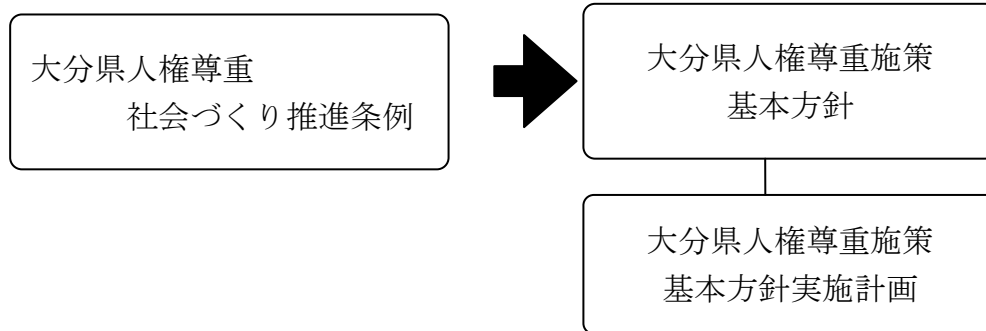 大分県人権尊重
社会づくり推進条例
大分県人権尊重施策
基本方針
大分県人権尊重施策
基本方針実施計画